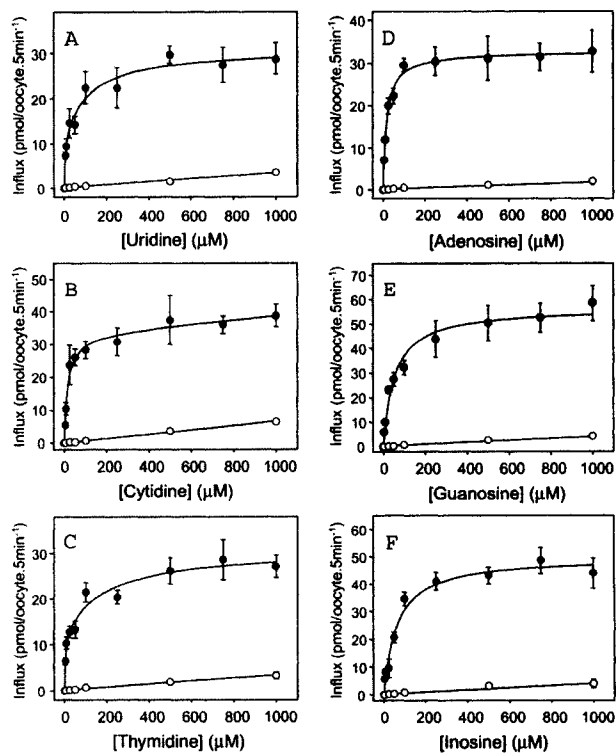 A
Influx (pmol/oocyte.5min⁻¹)
30
20
10
0
0 200 400 600 800 1000
[Uridine] (μM)
D
Influx (pmol/oocyte.5min⁻¹)
40
30
20
10
0
0 200 400 600 800 1000
[Adenosine] (μM)
B
Influx (pmol/oocyte.5min⁻¹)
50
40
30
20
10
0
0 200 400 600 800 1000
[Cytidine] (μM)
E
Influx (pmol/oocyte.5min⁻¹)
70
60
50
40
30
20
10
0
0 200 400 600 800 1000
[Guanosine] (μM)
C
Influx (pmol/oocyte.5min⁻¹)
30
20
10
0
0 200 400 600 800 1000
[Thymidine] (μM)
F
Influx (pmol/oocyte.5min⁻¹)
60
50
40
30
20
10
0
0 200 400 600 800 1000
[Inosine] (μM)